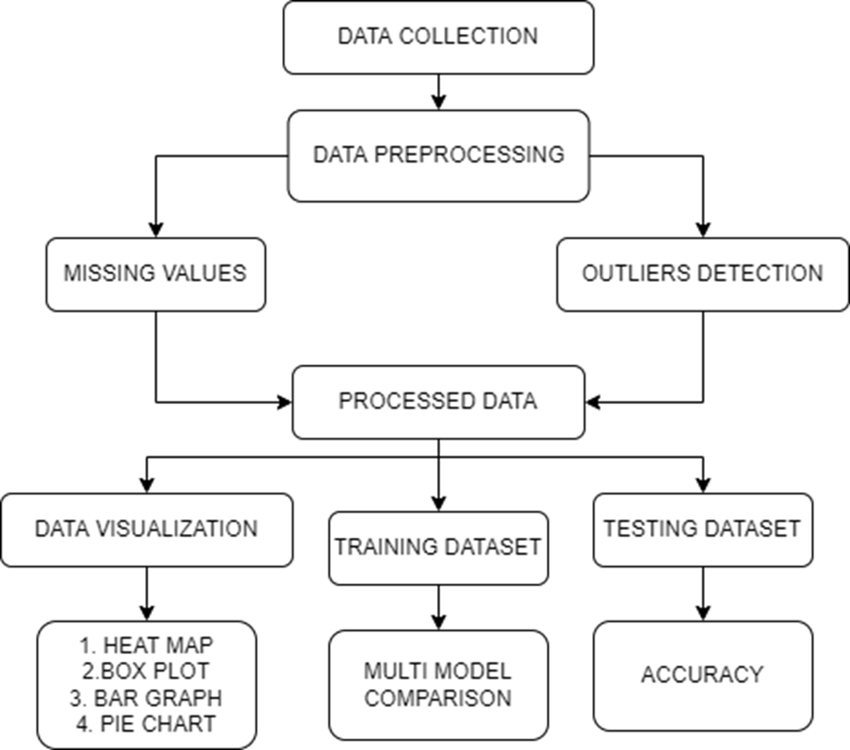 DATA COLLECTION
DATA PREPROCESSING
MISSING VALUES
OUTLIERS DETECTION
PROCESSED DATA
DATA VISUALIZATION
TRAINING DATASET
TESTING DATASET
1. HEAT MAP
2.BOX PLOT
3. BAR GRAPH
4. PIE CHART
MULTI MODEL
COMPARISON
ACCURACY